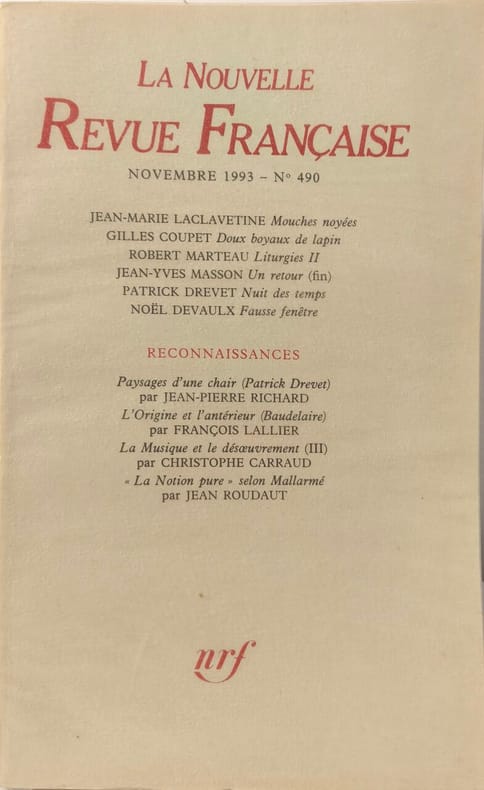 LA NOUVELLE
REVUE FRANÇAISE
NOVEMBRE 1993 – Nº 490
JEAN-MARIE LACLAVETINE Mouches noyées
GILLES COUPET Doux boyaux de lapin
ROBERT MARTEAU Liturgies II
JEAN-YVES MASSON Un retour (fin)
PATRICK DREVET Nuit des temps
NOËL DEVAULX Fausse fenêtre
RECONNAISSANCES
Paysages d'une chair (Patrick Drevet)
par JEAN-PIERRE RICHARD
L'Origine et l'antérieur (Baudelaire)
par FRANÇOIS LALLIER
La Musique et le désœuvrement (III)
par CHRISTOPHE CARRAUD
« La Notion pure » selon Mallarmé
par JEAN ROUDAUT
nrf